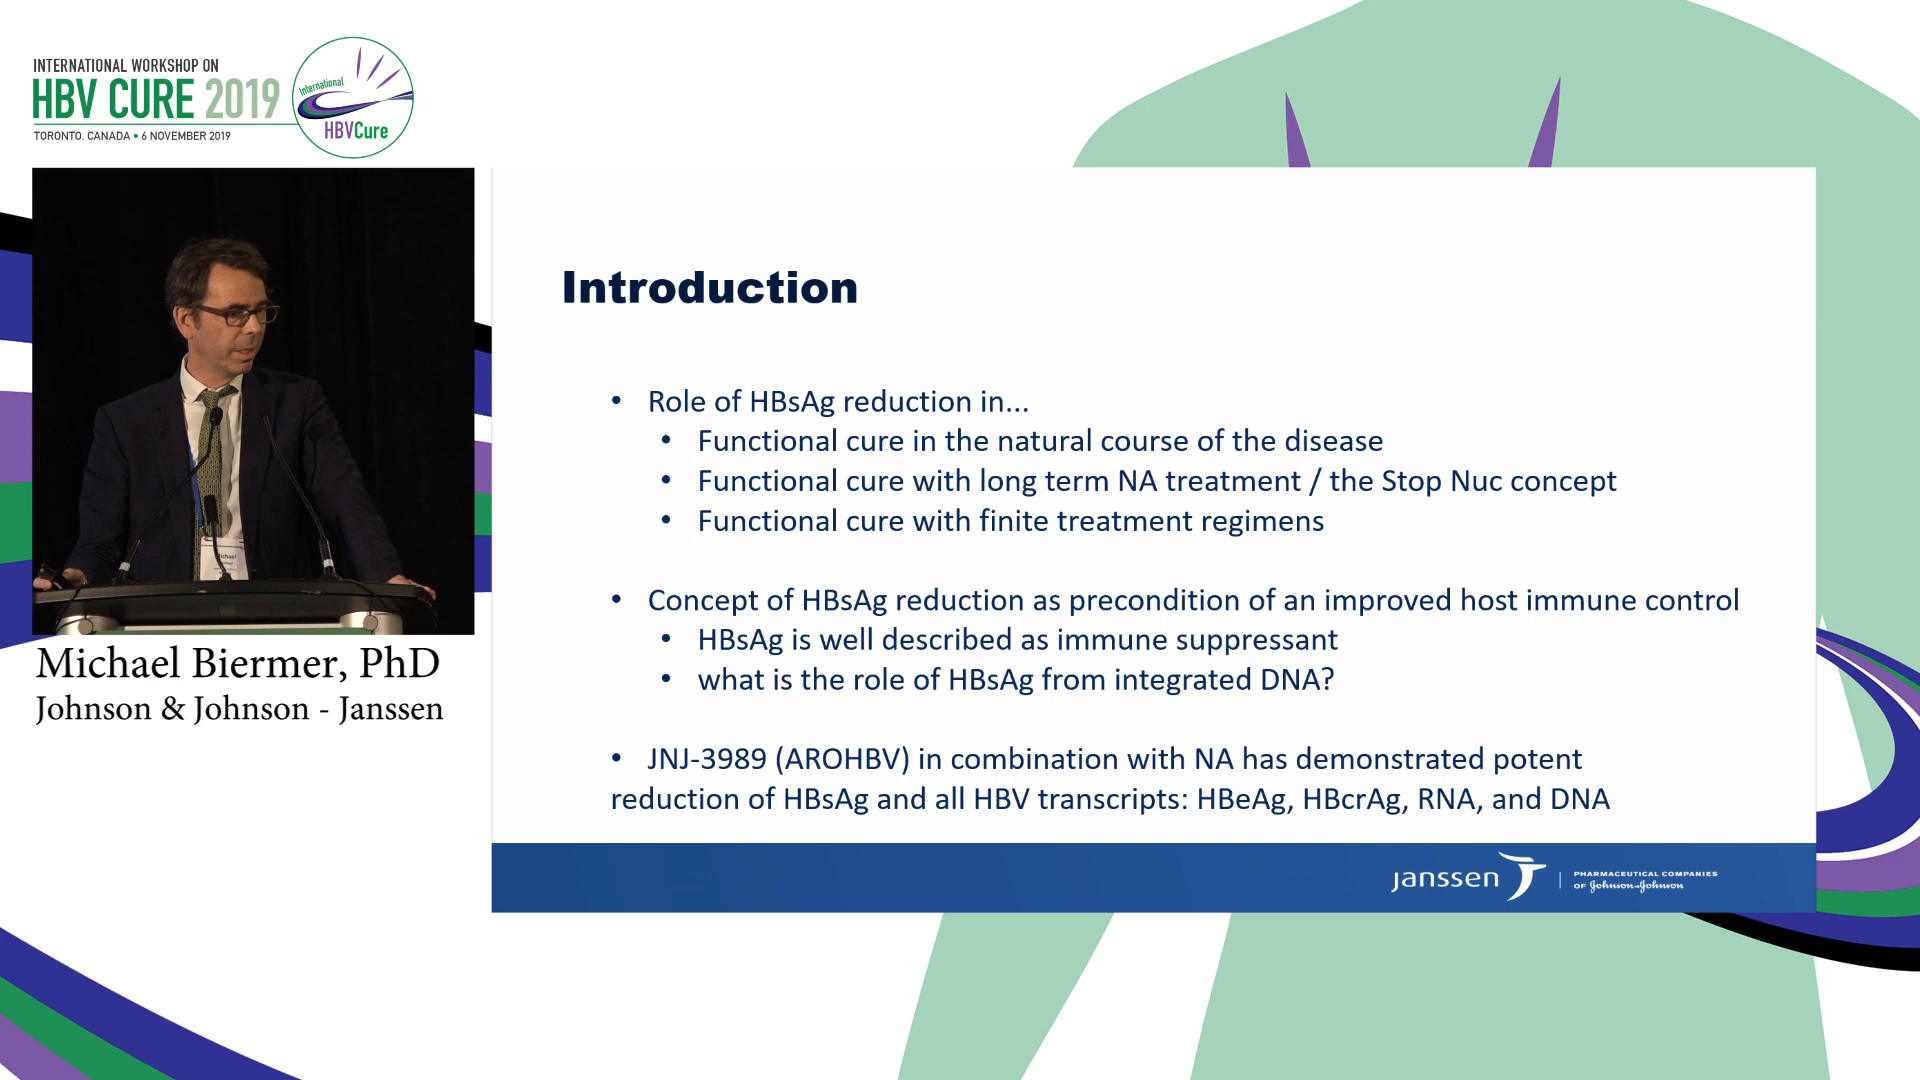 INTERNATIONAL WORKSHOP ON
HBV CURE 2019
TORONTO, CANADA • 6 NOVEMBER 2019
International
HBVCure
Michael
Michael Biermer, PhD
Johnson & Johnson - Janssen
Introduction
• Role of HBsAg reduction in...
• Functional cure in the natural course of the disease
• Functional cure with long term NA treatment / the Stop Nuc concept
• Functional cure with finite treatment regimens
• Concept of HBsAg reduction as precondition of an improved host immune control
• HBsAg is well described as immune suppressant
• what is the role of HBsAg from integrated DNA?
• JNJ-3989 (AROHBV) in combination with NA has demonstrated potent
reduction of HBsAg and all HBV transcripts: HBeAg, HBcrAg, RNA, and DNA
janssen
PHARMACEUTICAL COMPANIES
OF Johnson & Johnson